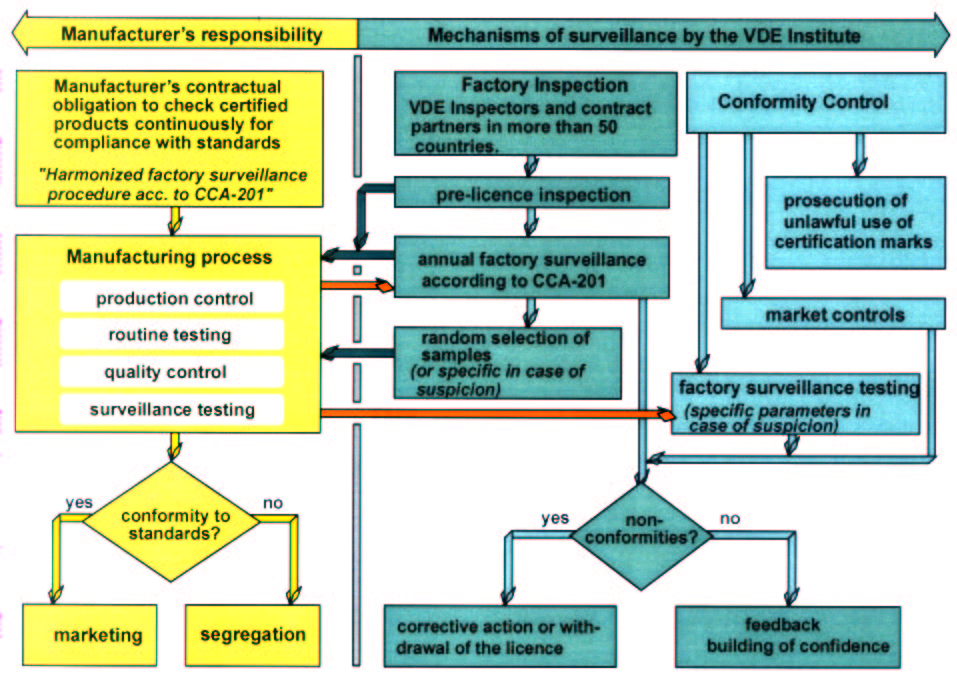 Manufacturer's responsibility
Mechanisms of surveillance by the VDE Institute
Manufacturer's contractual
obligation to check certified
products continuously for
compliance with standards
"Harmonized factory surveillance
procedure acc. to CCA-201"
Manufacturing process
production control
routine testing
quality control
surveillance testing
yes
conformity to
standards?
no
marketing
segregation
Factory Inspection
VDE Inspectors and contract
partners in more than 50
countries.
pre-licence inspection
annual factory surveillance
according to CCA-201
random selection of
samples
(or specific in case of
suspicion)
Conformity Control
prosecution of
unlawful use of
certification marks
market controls
factory surveillance testing
(specific parameters in
case of suspicion)
yes
non-
conformities?
no
corrective action or with-
drawal of the licence
feedback
building of confidence